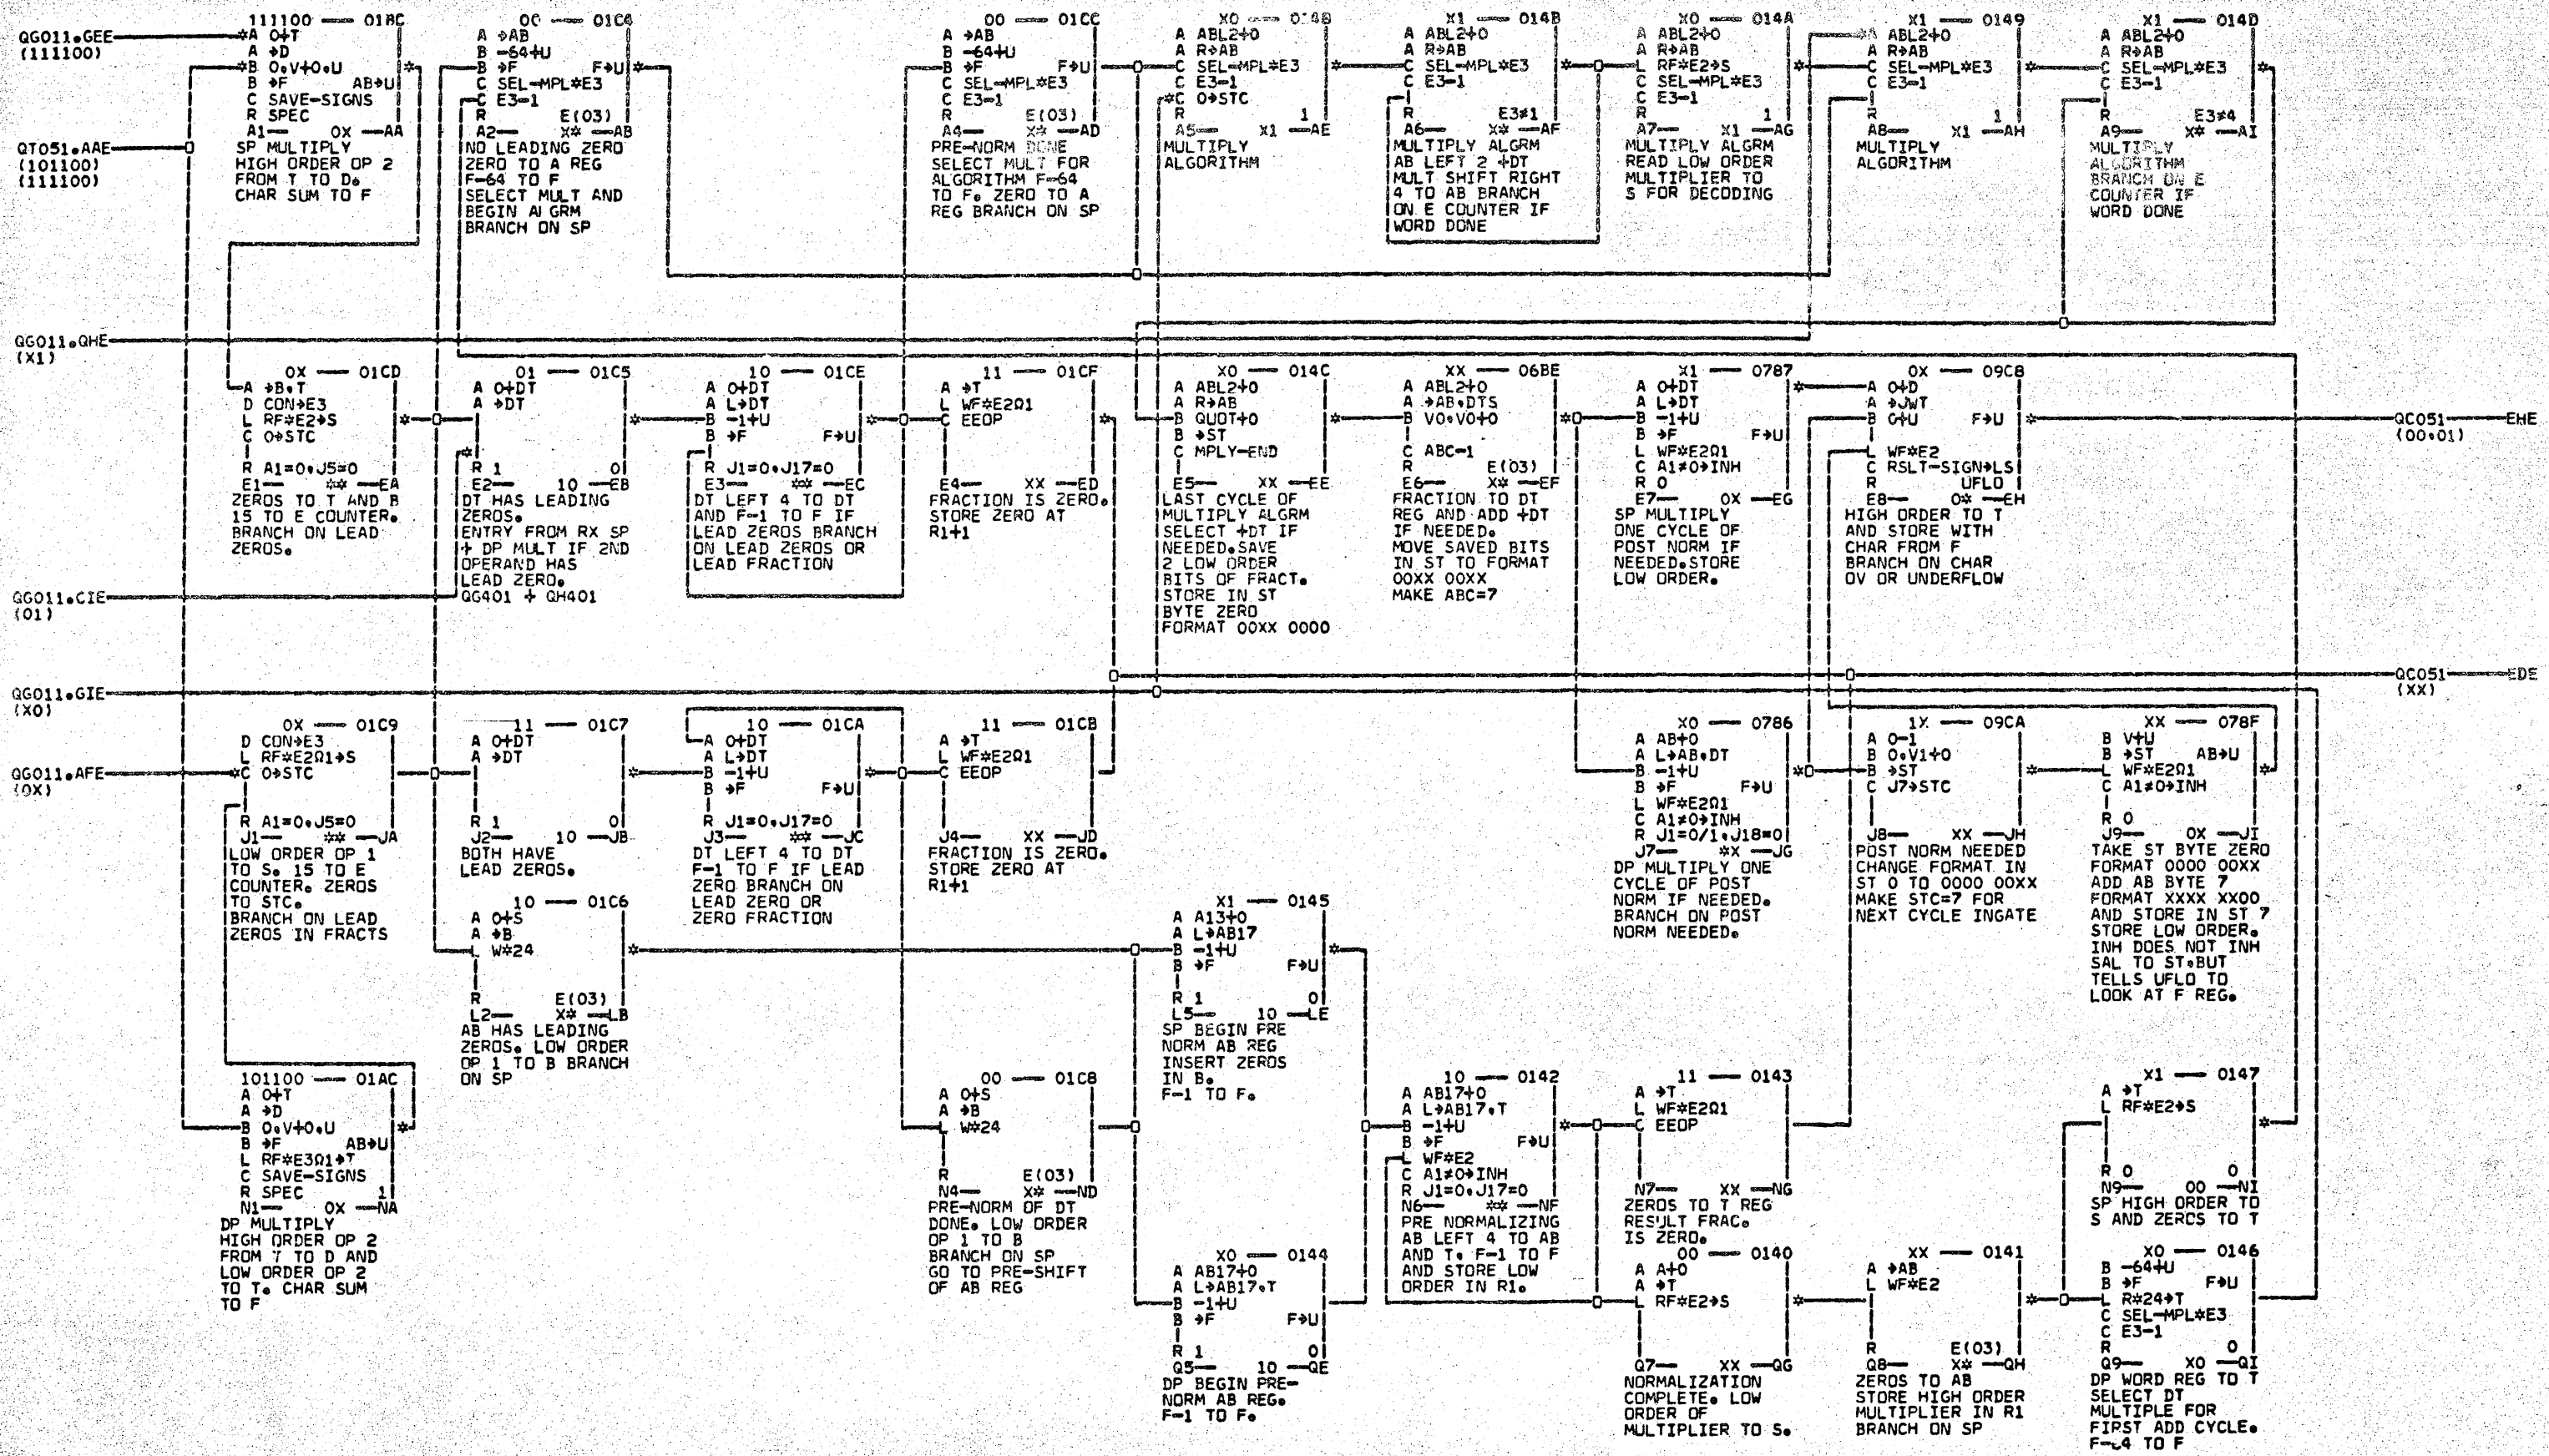 QG011.GEE
(111100)
QT051.AAE
(101100)
(111100)
QG011.QHE
(X1)
QG011.CIE
(01)
QG011.GIE
(X0)
QG011.AFE
(0X)
111100 — 01BC
*A 0+T
A →D
*B 0.V+0.U *
B →F AB→U
C SAVE-SIGNS
R SPEC
A1— 0X —AA
SP MULTIPLY
HIGH ORDER OP 2
FROM T TO D.
CHAR SUM TO F
00 — 01C4
A →AB
B -64+U
B →F F→U *
C SEL-MPL*E3
C E3-1
R E(03)
A2— X* —AB
NO LEADING ZERO
ZERO TO A REG
F-64 TO F
SELECT MULT AND
BEGIN ALGRM
BRANCH ON SP
00 — 01CC
A →AB
B -64+U
B →F F→U
C SEL-MPL*E3
C E3-1
R E(03)
A4— X* —AD
PRE-NORM DONE
SELECT MULT FOR
ALGORITHM F-64
TO F. ZERO TO A
REG BRANCH ON SP
X0 — 0148
A ABL2+0
A R→AB
C SEL-MPL*E3 *
C E3-1
*C 0→STC
R 1
A5— X1 —AE
MULTIPLY
ALGORITHM
X1 — 014B
A ABL2+0
A R→AB
C SEL-MPL*E3 *
C E3-1
R E3≠1
A6— X* —AF
MULTIPLY ALGRM
AB LEFT 2 +DT
MULT SHIFT RIGHT
4 TO AB BRANCH
ON E COUNTER IF
WORD DONE
X0 — 014A
A ABL2+0
A R→AB
L RF*E2→S *
C SEL-MPL*E3
C E3-1
R 1
A7— X1 —AG
MULTIPLY ALGRM
READ LOW ORDER
MULTIPLIER TO
S FOR DECODING
X1 — 0149
*A ABL2+0
A R→AB
C SEL-MPL*E3 *
C E3-1
R 1
A8— X1 —AH
MULTIPLY
ALGORITHM
X1 — 014D
A ABL2+0
A R→AB
C SEL-MPL*E3 *
C E3-1
R E3≠4
A9— X* —AI
MULTIPLY
ALGORITHM
BRANCH ON E
COUNTER IF
WORD DONE
0X — 01CD
A →B.T
D CON→E3
L RF*E2→S *
C 0→STC
R A1=0.J5=0
E1— ** —EA
ZEROS TO T AND B
15 TO E COUNTER.
BRANCH ON LEAD
ZEROS.
01 — 01C5
A 0+DT
A →DT
*
*
R 1 0
E2— 10 —EB
DT HAS LEADING
ZEROS.
ENTRY FROM RX SP
+ DP MULT IF 2ND
OPERAND HAS
LEAD ZERO.
QG401 + QH401
10 — 01CE
A 0+DT
A L→DT
B -1+U *
B →F F→U
R J1=0.J17=0
E3— ** —EC
DT LEFT 4 TO DT
AND F-1 TO F IF
LEAD ZEROS BRANCH
ON LEAD ZEROS OR
LEAD FRACTION
11 — 01CF
A →T
L WF*E2Ω1
C EEOP *
E4— XX —ED
FRACTION IS ZERO.
STORE ZERO AT
R1+1
X0 — 014C
A ABL2+0
A R→AB
B QUOT+0 *
B →ST
C MPLY-END
E5— XX —EE
LAST CYCLE OF
MULTIPLY ALGRM
SELECT +DT IF
NEEDED.SAVE
2 LOW ORDER
BITS OF FRACT.
STORE IN ST
BYTE ZERO
FORMAT 00XX 0000
XX — 06BE
A ABL2+0
A →AB.DTS
B V0.V0+0 *
C ABC-1
R E(03)
E6— X* —EF
FRACTION TO DT
REG AND ADD +DT
IF NEEDED.
MOVE SAVED BITS
IN ST TO FORMAT
00XX 00XX
MAKE ABC=7
X1 — 0787
A 0+DT *
A L→DT
B -1+U
B →F F→U
L WF*E2Ω1
C A1≠0→INH
R 0
E7— 0X —EG
SP MULTIPLY
ONE CYCLE OF
POST NORM IF
NEEDED.STORE
LOW ORDER.
0X — 09C8
A 0+D
A →JWT
B 0+U F→U *
L WF*E2
C RSLT-SIGN→LS
R UFLO
E8— 0* —EH
HIGH ORDER TO T
AND STORE WITH
CHAR FROM F
BRANCH ON CHAR
OV OR UNDERFLOW
QC051 — EHE
(00.01)
QC051 — EDE
(XX)
0X — 01C9
D CON→E3
L RF*E2Ω1→S
*C 0→STC
R A1=0.J5=0
J1— ** —JA
LOW ORDER OP 1
TO S. 15 TO E
COUNTER. ZEROS
TO STC.
BRANCH ON LEAD
ZEROS IN FRACTS
11 — 01C7
A 0+DT
A →DT
*
R 1 0
J2— 10 —JB
BOTH HAVE
LEAD ZEROS.
10 — 01CA
A 0+DT
A L→DT
B -1+U *
B →F F→U
R J1=0.J17=0
J3— ** —JC
DT LEFT 4 TO DT
F-1 TO F IF LEAD
ZERO BRANCH ON
LEAD ZERO OR
ZERO FRACTION
11 — 01CB
A →T
L WF*E2Ω1
C EEOP
J4— XX —JD
FRACTION IS ZERO.
STORE ZERO AT
R1+1
X0 — 0786
A AB+0
A L→AB.DT
B -1+U *
B →F F→U
L WF*E2Ω1
C A1≠0→INH
R J1=0/1.J18=0
J7— *X —JG
DP MULTIPLY ONE
CYCLE OF POST
NORM IF NEEDED.
BRANCH ON POST
NORM NEEDED.
1X — 09CA
A 0-1
B 0.V1+0
B →ST *
C J7→STC
J8— XX —JH
POST NORM NEEDED
CHANGE FORMAT IN
ST 0 TO 0000 00XX
MAKE STC=7 FOR
NEXT CYCLE INGATE
XX — 078F
B V+U
B →ST AB→U
L WF*E2Ω1 *
C A1≠0→INH
R 0
J9— 0X —JI
TAKE ST BYTE ZERO
FORMAT 0000 00XX
ADD AB BYTE 7
FORMAT XXXX XX00
AND STORE IN ST 7
STORE LOW ORDER.
INH DOES NOT INH
SAL TO ST.BUT
TELLS UFLO TO
LOOK AT F REG.
10 — 01C6
A 0+S
A →B
L W*24 *
R E(03)
L2— X* —LB
AB HAS LEADING
ZEROS. LOW ORDER
OP 1 TO B BRANCH
ON SP
X1 — 0145
A A13+0
A L→AB17
B -1+U *
B →F F→U
R 1 0
L5— 10 —LE
SP BEGIN PRE
NORM AB REG
INSERT ZEROS
IN B.
F-1 TO F.
101100 — 01AC
A 0+T
A →D
B 0.V+0.U *
B →F AB→U
L RF*E3Ω1→T
C SAVE-SIGNS
R SPEC 1
N1— 0X —NA
DP MULTIPLY
HIGH ORDER OP 2
FROM T TO D AND
LOW ORDER OP 2
TO T. CHAR SUM
TO F
00 — 01C8
A 0+S
A →B
L W*24
R E(03)
N4— X* —ND
PRE-NORM OF DT
DONE. LOW ORDER
OP 1 TO B
BRANCH ON SP
GO TO PRE-SHIFT
OF AB REG
10 — 0142
A AB17+0
A L→AB17.T
B -1+U *
B →F F→U
L WF*E2
C A1≠0→INH
R J1=0.J17=0
N6— ** —NF
PRE NORMALIZING
AB LEFT 4 TO AB
AND T. F-1 TO F
AND STORE LOW
ORDER IN R1.
11 — 0143
A →T
L WF*E2Ω1
C EEOP
N7— XX —NG
ZEROS TO T REG
RESULT FRAC.
IS ZERO.
X1 — 0147
A →T
L RF*E2→S
*
R 0 0
N9— 00 —NI
SP HIGH ORDER TO
S AND ZEROS TO T
X0 — 0144
A AB17+0
A L→AB17.T
B -1+U
B →F F→U
R 1 0
Q5— 10 —QE
DP BEGIN PRE-
NORM AB REG.
F-1 TO F.
00 — 0140
A A+0
A →T
L RF*E2→S *
Q7— XX —QG
NORMALIZATION
COMPLETE. LOW
ORDER OF
MULTIPLIER TO S.
XX — 0141
A →AB
L WF*E2
*
R E(03)
Q8— X* —QH
ZEROS TO AB
STORE HIGH ORDER
MULTIPLIER IN R1
BRANCH ON SP
X0 — 0146
B -64+U
B →F F→U
L R*24→T
C SEL-MPL*E3
C E3-1
R 0
Q9— X0 —QI
DP WORD REG TO T
SELECT DT
MULTIPLE FOR
FIRST ADD CYCLE.
F-64 TO F